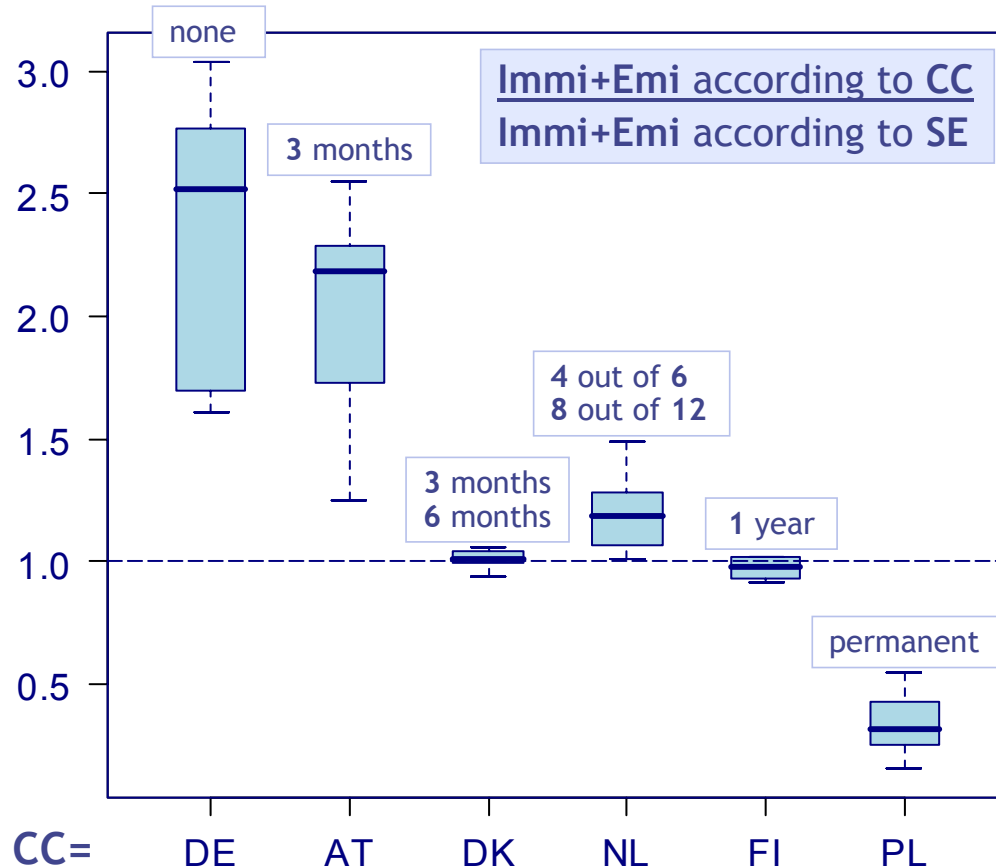 none
Immi+Emi according to CC
Immi+Emi according to SE
3 months
4 out of 6
8 out of 12
3 months
6 months
1 year
permanent
3.0
2.5
2.0
1.5
1.0
0.5
CC= DE AT DK NL FI PL